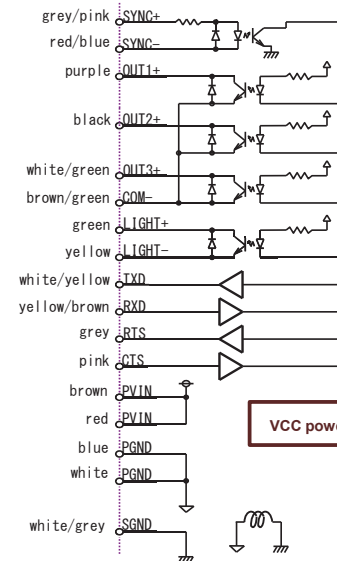 grey/pink SYNC+
red/blue SYNC-
purple OUT1+
black OUT2+
white/green OUT3+
brown/green COM-
green LIGHT+
yellow LIGHT-
white/yellow TXD
yellow/brown RXD
grey RTS
pink CTS
brown PVIN
red PVIN
VCC
blue PGND
white PGND
white/grey SGND